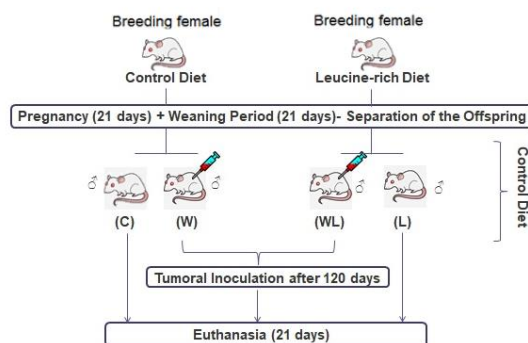 Breeding female Breeding female
Control Diet Leucine-rich Diet
Pregnancy (21 days) + Weaning Period (21 days)- Separation of the Offspring
♂ ♂ ♂ ♂
(C) (W) (WL) (L)
Control Diet
Tumoral Inoculation after 120 days
Euthanasia (21 days)